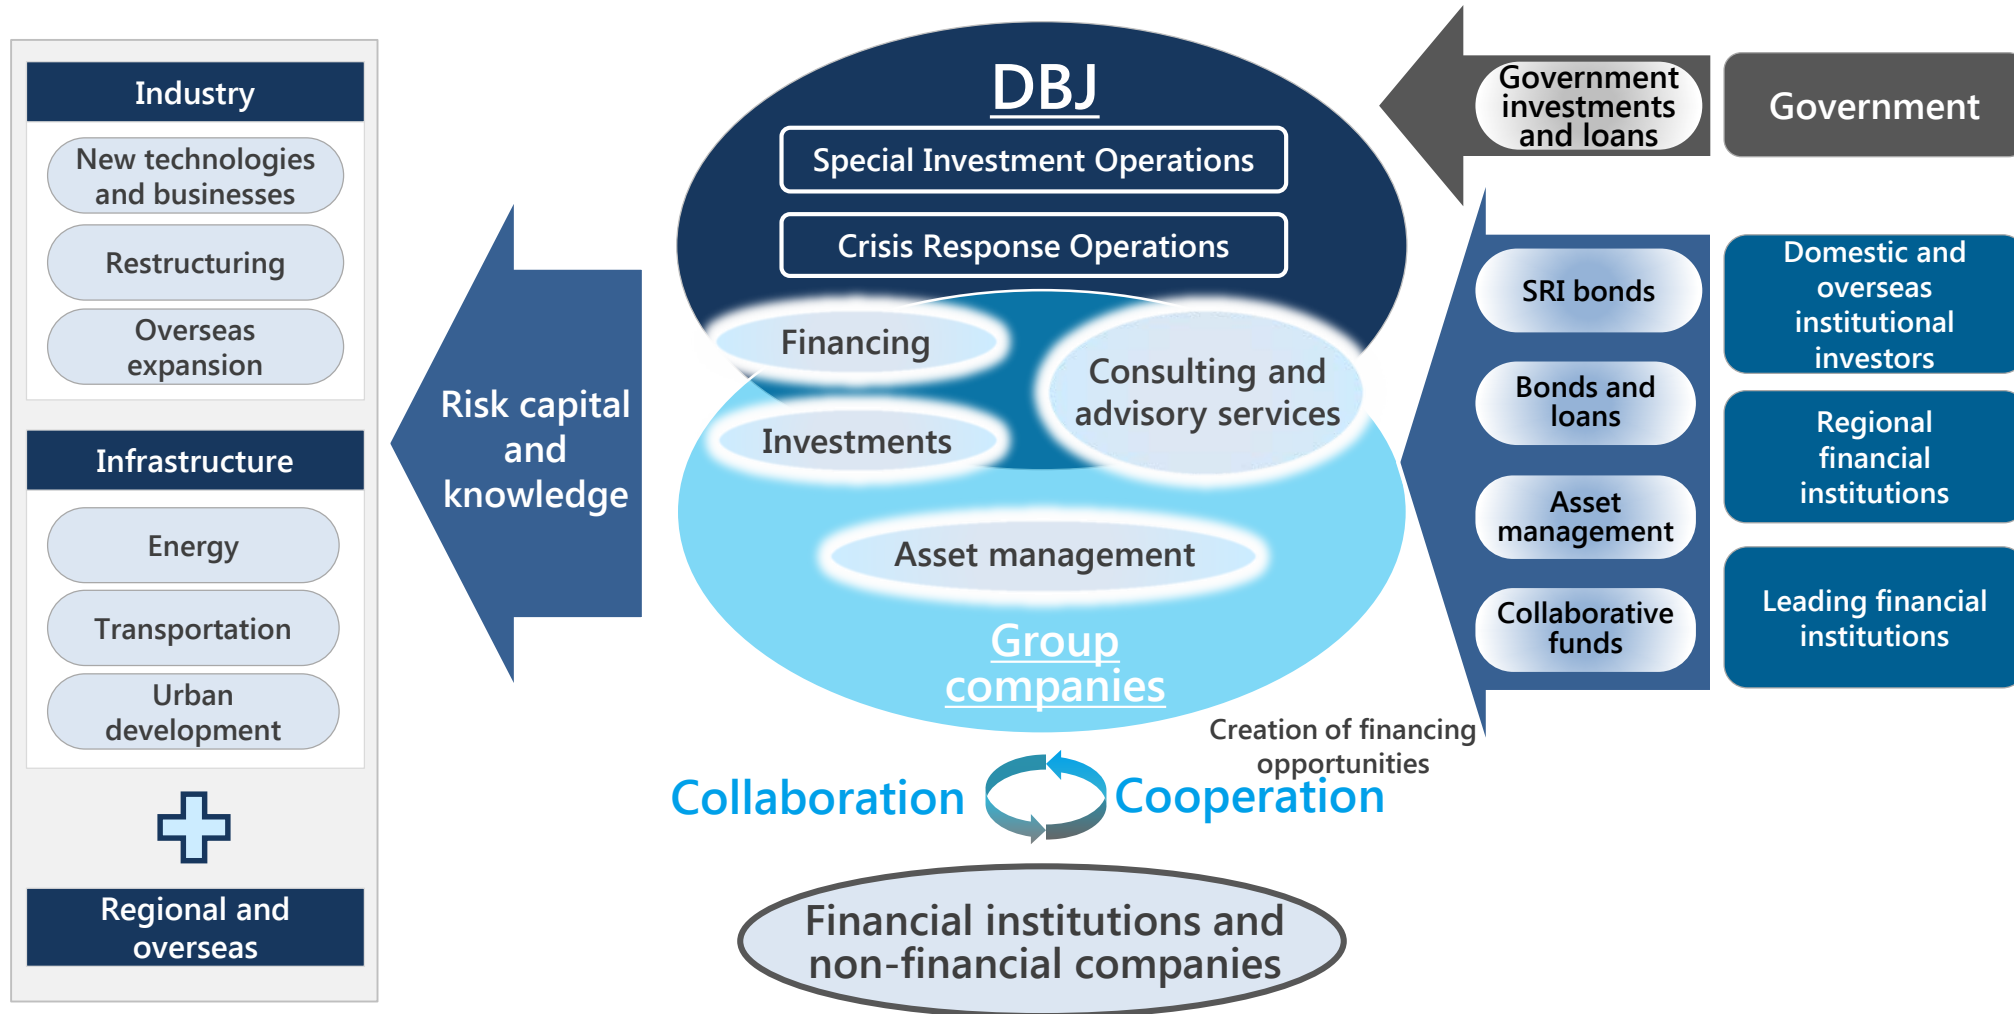 Industry
New technologies
and businesses
Restructuring
Overseas
expansion
Infrastructure
Energy
Transportation
Urban
development
Regional and
overseas
Risk capital
and
knowledge
DBJ
Special Investment Operations
Crisis Response Operations
Financing
Investments
Consulting and
advisory services
Asset management
Group
companies
Creation of financing
opportunities
Collaboration
Cooperation
Financial institutions and
non-financial companies
Government
investments
and loans
SRI bonds
Bonds and
loans
Asset
management
Collaborative
funds
Government
Domestic and
overseas
institutional
investors
Regional
financial
institutions
Leading financial
institutions